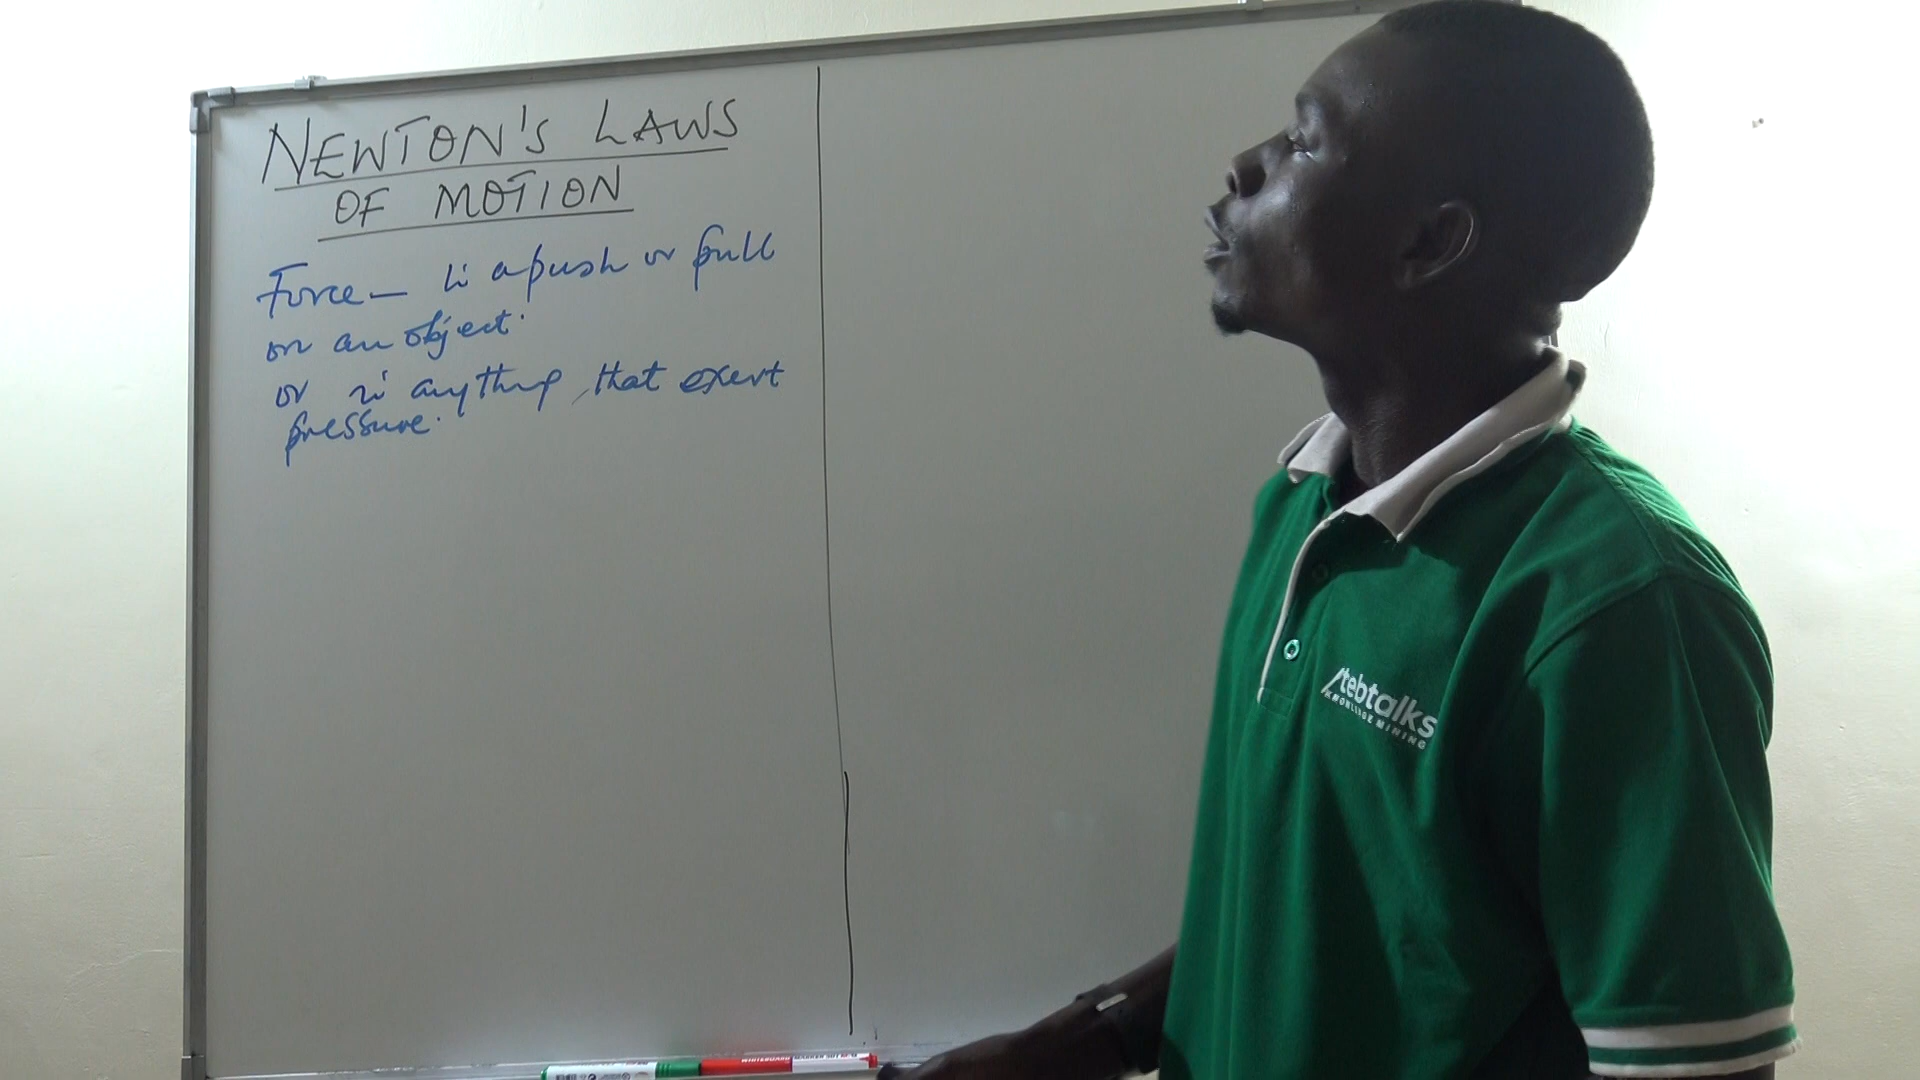 NEWTON'S LAWS
OF MOTION
Force – is a push or pull
on an object.
or is anything that exert
pressure.
tebtalks
KNOWLEDGE MINING
WHITEBOARD